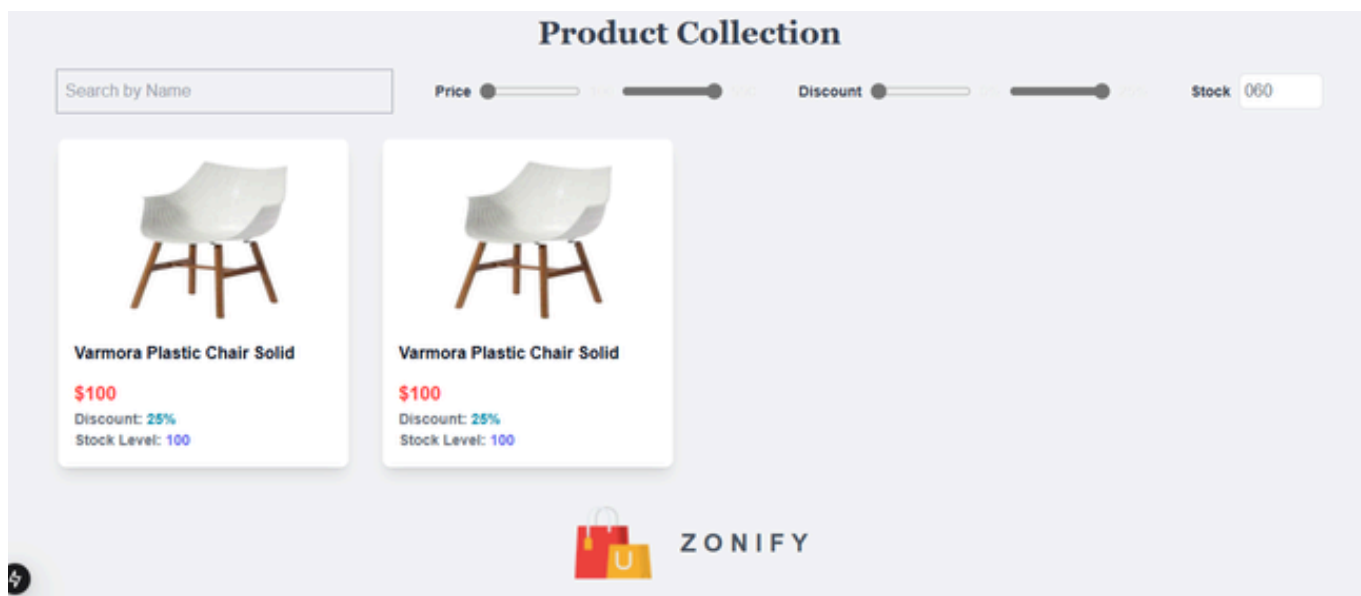 Product Collection
Search by Name Price Discount Stock 060
Varmora Plastic Chair Solid Varmora Plastic Chair Solid
$100 $100
Discount: 25% Discount: 25%
Stock Level: 100 Stock Level: 100
U ZONIFY